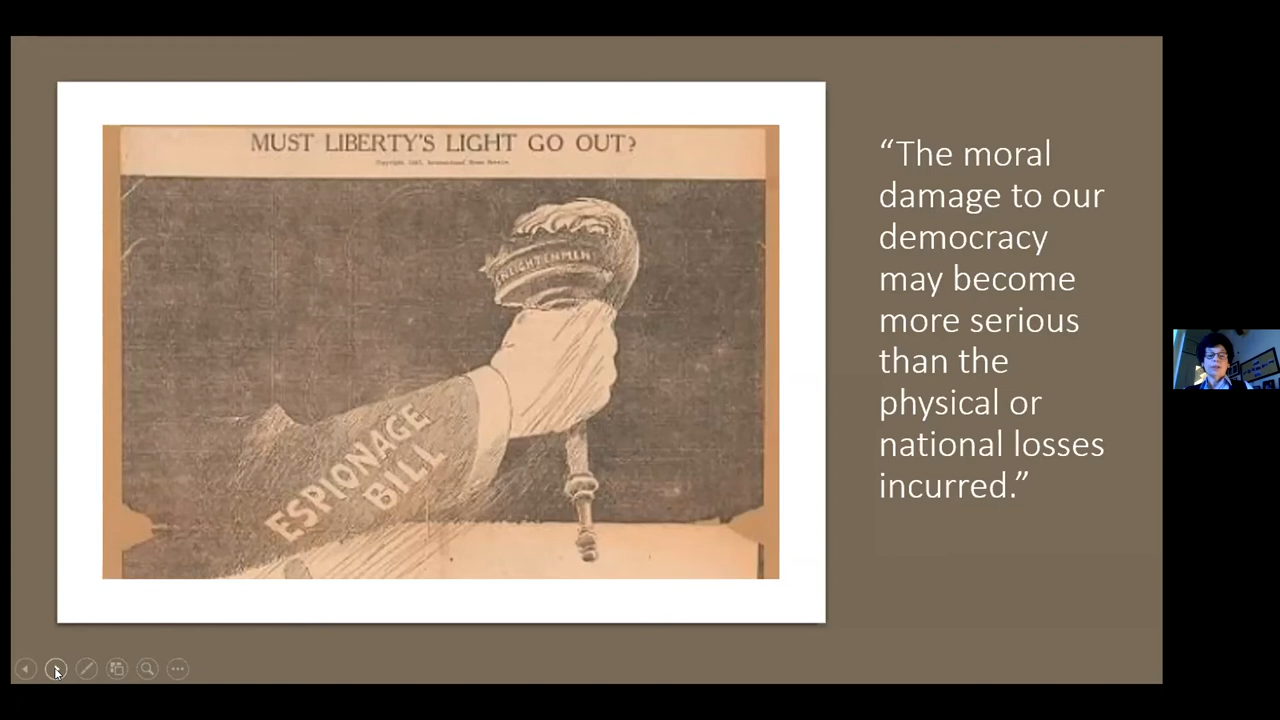 MUST LIBERTY'S LIGHT GO OUT?
ENLIGHTENMENT
ESPIONAGE
BILL
“The moral
damage to our
democracy
may become
more serious
than the
physical or
national losses
incurred.”